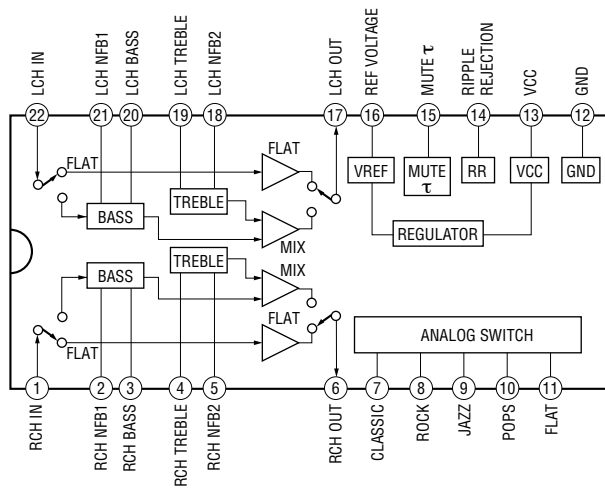 LCH IN
LCH NFB1
LCH BASS
LCH TREBLE
LCH NFB2
LCH OUT
REF VOLTAGE
MUTE τ
RIPPLE
REJECTION
VCC
GND
22
21
20
19
18
17
16
15
14
13
12
FLAT
FLAT
BASS
TREBLE
MIX
VREF
MUTE
τ
RR
VCC
GND
REGULATOR
BASS
TREBLE
MIX
FLAT
FLAT
ANALOG SWITCH
1
2
3
4
5
6
7
8
9
10
11
RCH IN
RCH NFB1
RCH BASS
RCH TREBLE
RCH NFB2
RCH OUT
CLASSIC
ROCK
JAZZ
POPS
FLAT